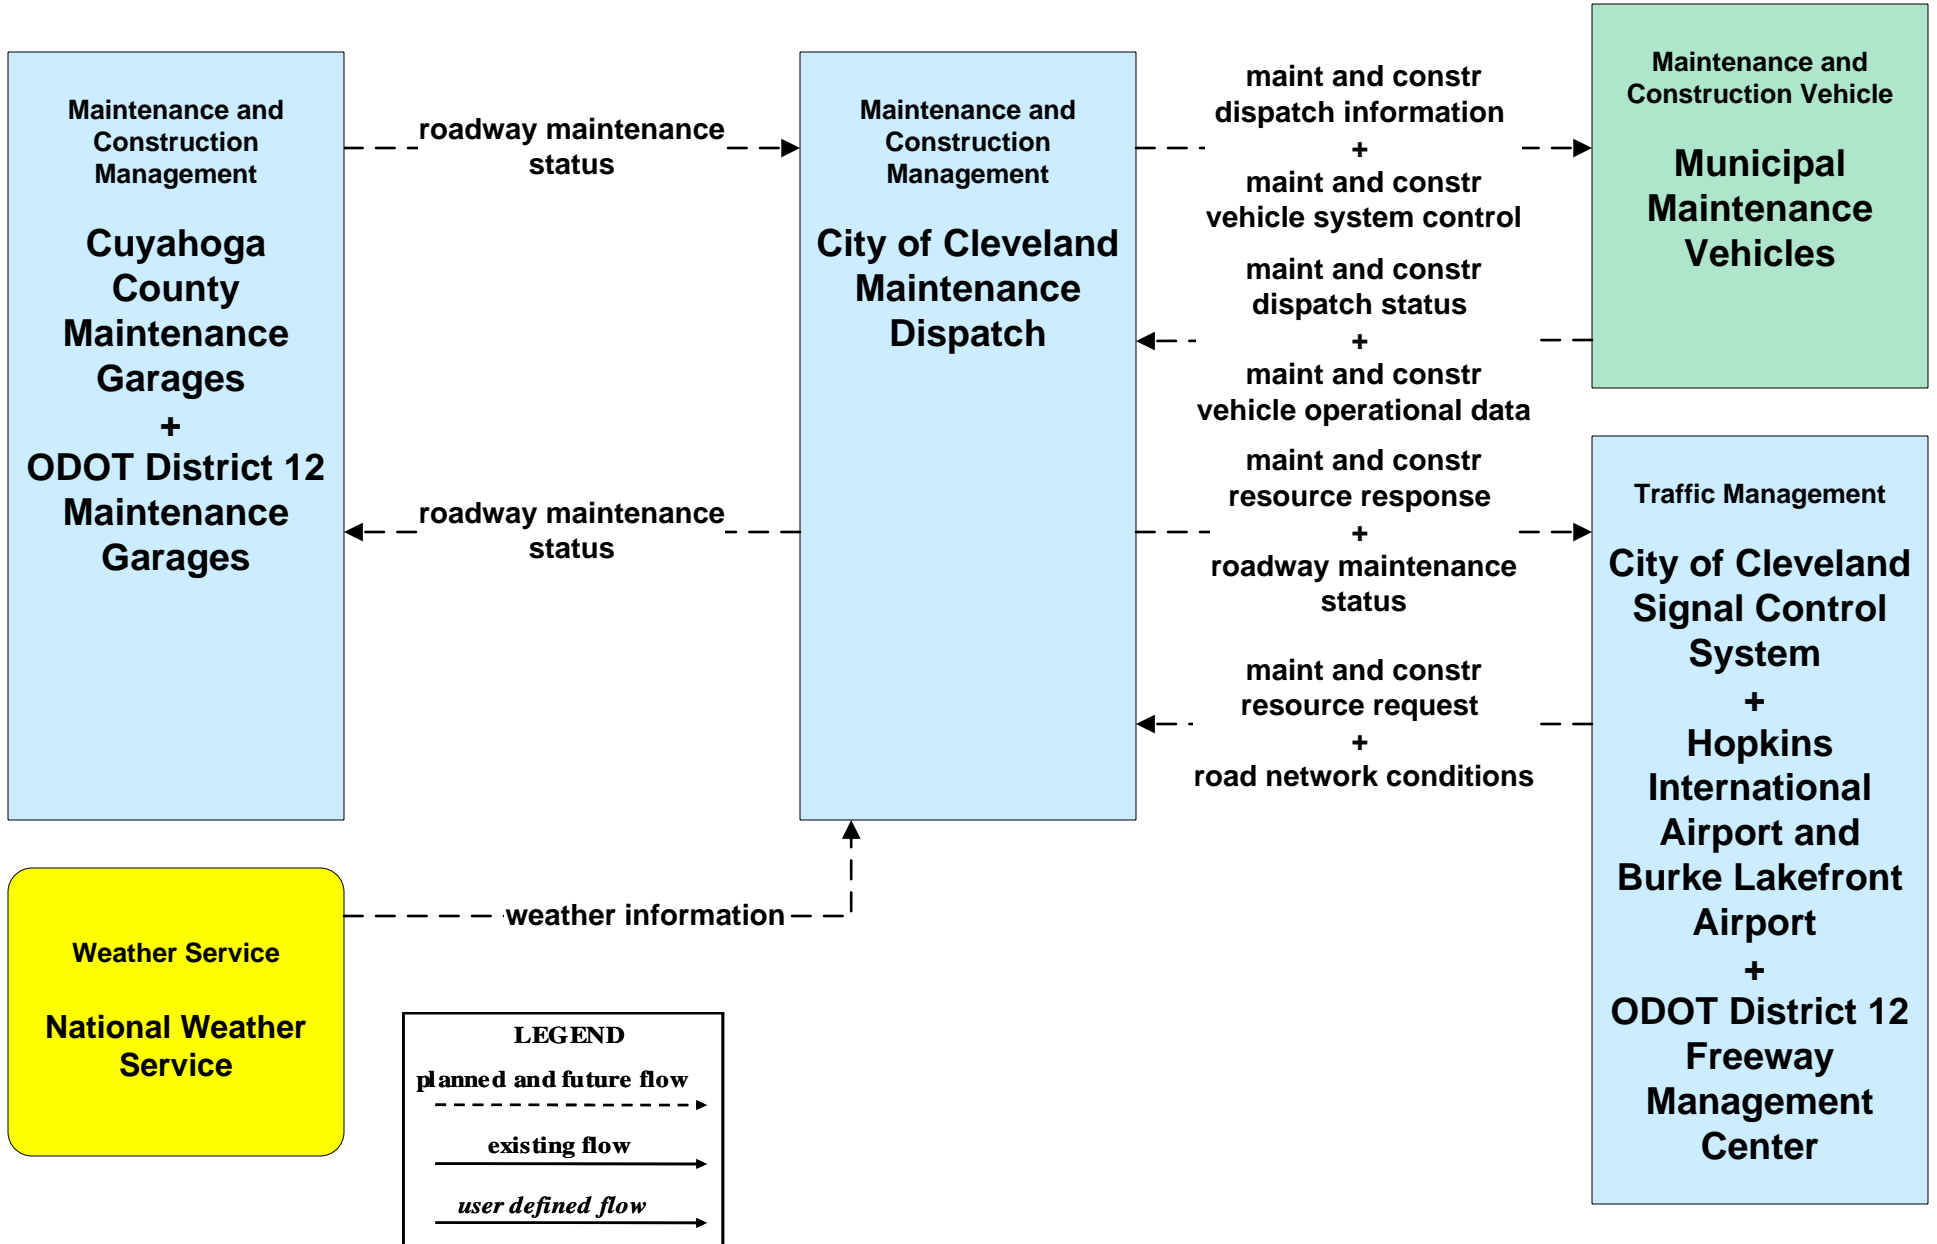 Maintenance and
Construction
Management
Cuyahoga
County
Maintenance
Garages
+
ODOT District 12
Maintenance
Garages
roadway maintenance
status
roadway maintenance
status
Maintenance and
Construction
Management
City of Cleveland
Maintenance
Dispatch
maint and constr
dispatch information
+
maint and constr
vehicle system control
maint and constr
dispatch status
+
maint and constr
vehicle operational data
maint and constr
resource response
+
roadway maintenance
status
maint and constr
resource request
+
road network conditions
Maintenance and
Construction Vehicle
Municipal
Maintenance
Vehicles
Traffic Management
City of Cleveland
Signal Control
System
+
Hopkins
International
Airport and
Burke Lakefront
Airport
+
ODOT District 12
Freeway
Management
Center
Weather Service
National Weather
Service
weather information
LEGEND
planned and future flow
existing flow
user defined flow